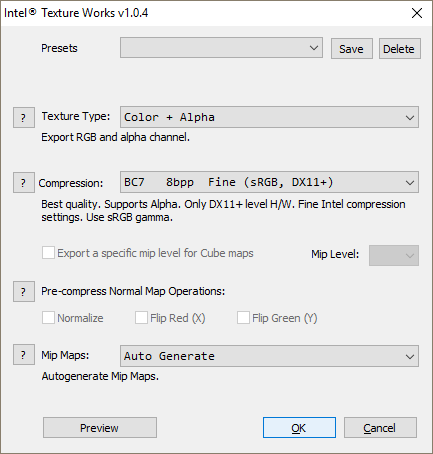 Intel® Texture Works v1.0.4
Presets Save Delete
? Texture Type: Color + Alpha
Export RGB and alpha channel.
? Compression: BC7 8bpp Fine (sRGB, DX11+)
Best quality. Supports Alpha. Only DX11+ level H/W. Fine Intel compression
settings. Use sRGB gamma.
Export a specific mip level for Cube maps Mip Level:
? Pre-compress Normal Map Operations:
Normalize Flip Red (X) Flip Green (Y)
? Mip Maps: Auto Generate
Autogenerate Mip Maps.
Preview OK Cancel